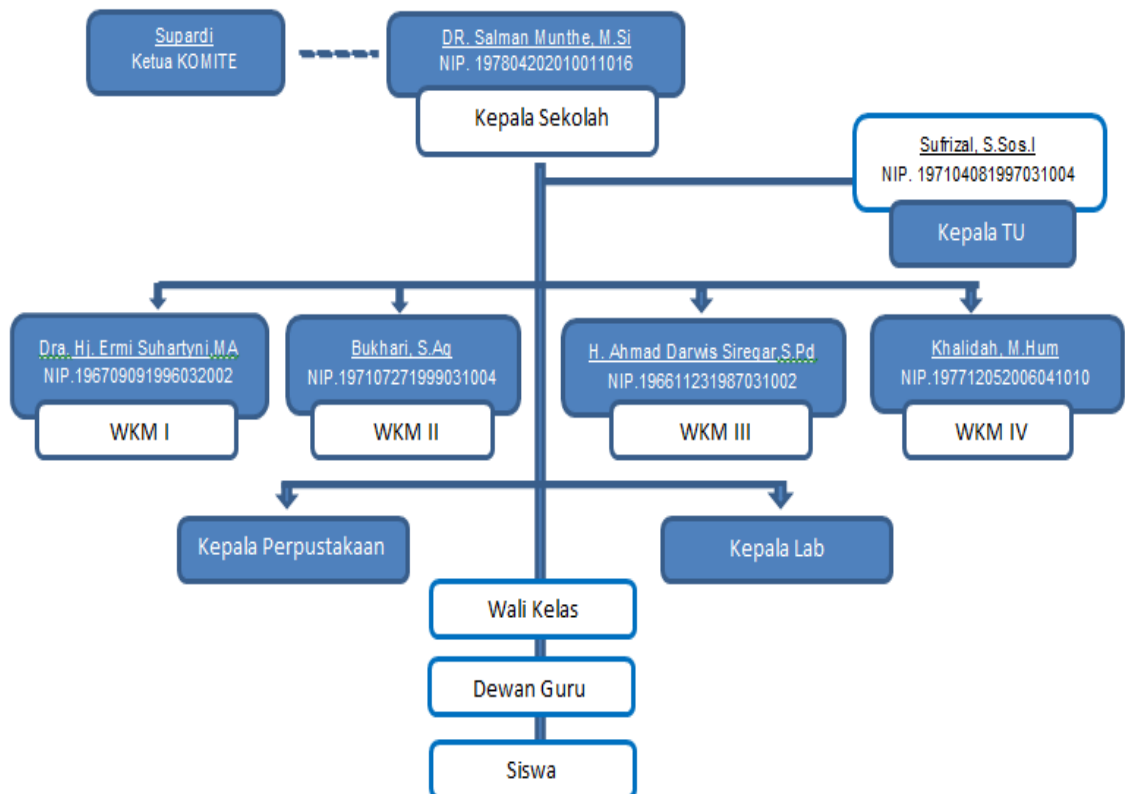 Supardi
Ketua KOMITE
DR. Salman Munthe, M.Si
NIP. 197804202010011016
Kepala Sekolah
Sufrizal, S.Sos.I
NIP. 197104081997031004
Kepala TU
Dra. Hj. Ermi Suhartyni,MA
NIP.196709091996032002
WKM I
Bukhari, S.Ag
NIP.197107271999031004
WKM II
H. Ahmad Darwis Siregar,S.Pd
NIP.196611231987031002
WKM III
Khalidah, M.Hum
NIP.197712052006041010
WKM IV
Kepala Perpustakaan
Kepala Lab
Wali Kelas
Dewan Guru
Siswa